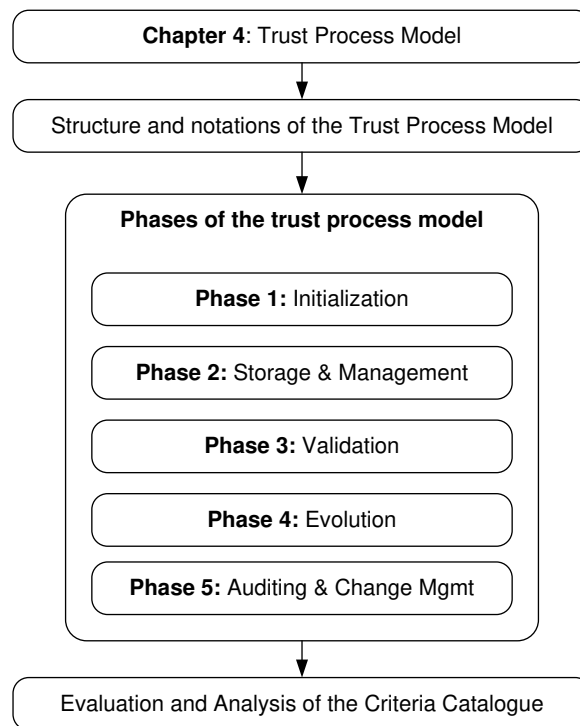 Chapter 4: Trust Process Model
Structure and notations of the Trust Process Model
Phases of the trust process model
Phase 1: Initialization
Phase 2: Storage & Management
Phase 3: Validation
Phase 4: Evolution
Phase 5: Auditing & Change Mgmt
Evaluation and Analysis of the Criteria Catalogue